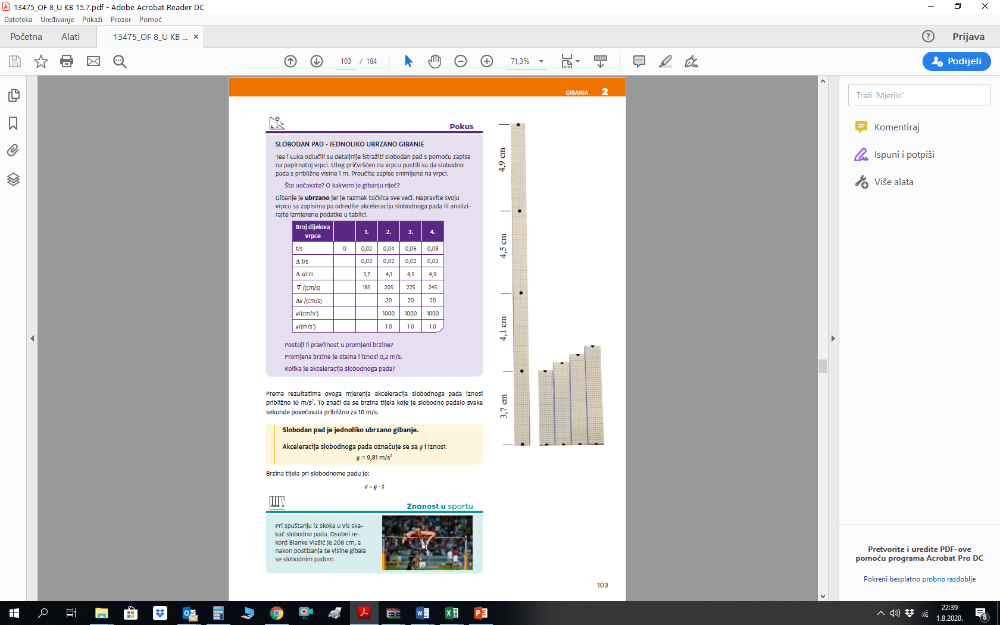 13475_OF 8_U KB 15.7.pdf - Adobe Acrobat Reader DC
Datoteka Uređivanje Prikaži Prozor Pomoć
Početna Alati 13475_OF 8_U KB ... × Prijava
103 / 184 71,3% Podijeli
GIBANJA 2
Pokus
SLOBODAN PAD - JEDNOLIKO UBRZANO GIBANJE
Tea i Luka odlučili su detaljnije istražiti slobodan pad s pomoću zapisa
na papirnatoj vrpci. Uteg pričvršćen na vrpcu pustili su da slobodno
pada s približne visine 1 m. Proučite zapise snimljene na vrpci.
Što uočavate? O kakvom je gibanju riječ?
Gibanje je ubrzano jer je razmak točkica sve veći. Napravite svoju
vrpcu sa zapisima pa odredite akceleraciju slobodnoga pada ili analizi-
rajte izmjerene podatke u tablici.
Broj dijelova vrpce 1. 2. 3. 4.
t/s 0 0,02 0,04 0,06 0,08
Δ t/s 0,02 0,02 0,02 0,02
Δ s/cm 3,7 4,1 4,5 4,9
v̅ /(cm/s) 185 205 225 245
Δv /(cm/s) 20 20 20
a/(cm/s²) 1000 1000 1000
a/(m/s²) 10 10 10
Postoji li pravilnost u promjeni brzine?
Promjena brzine je stalna i iznosi 0,2 m/s.
Kolika je akceleracija slobodnoga pada?
4,9 cm
4,5 cm
4,1 cm
3,7 cm
Prema rezultatima ovoga mjerenja akceleracija slobodnoga pada iznosi
približno 10 m/s². To znači da se brzina tijela koje je slobodno padalo svake
sekunde povećavala približno za 10 m/s.
Slobodan pad je jednoliko ubrzano gibanje.
Akceleracija slobodnoga pada označuje se sa g i iznosi:
g = 9,81 m/s²
Brzina tijela pri slobodnome padu je:
v = g · t
Znanost u sportu
Pri spuštanju iz skoka u vis ska-
kač slobodno pada. Osobni re-
kord Blanke Vlašić je 208 cm, a
nakon postizanja te visine gibala
se slobodnim padom.
103
Traži 'Mjerilo'
Komentiraj
Ispuni i potpiši
Više alata
Pretvorite i uredite PDF-ove
pomoću programa Acrobat Pro DC
Pokreni besplatno probno razdoblje
22:39
1.8.2020.
8